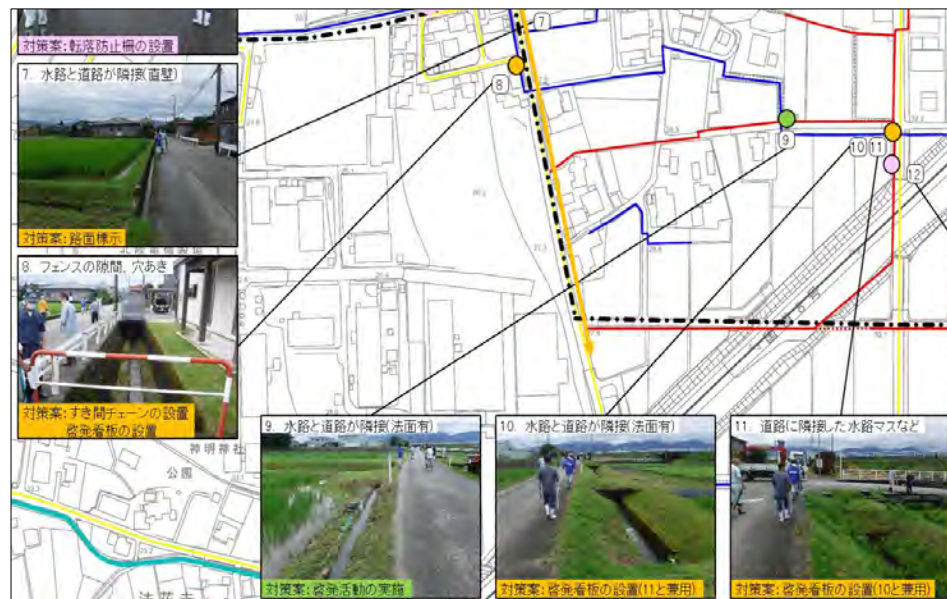 対策案:転落防止柵の設置
7. 水路と道路が隣接(直壁)
対策案:路面標示
8. フェンスの隙間、穴あき
対策案:すき間チェーンの設置
啓発看板の設置
7
8
9
10
11
12
神明神社
公園
9. 水路と道路が隣接(法面有)
対策案:啓発活動の実施
10. 水路と道路が隣接(法面有)
対策案:啓発看板の設置(11と兼用)
11. 道路に隣接した水路マスなど
対策案:啓発看板の設置(10と兼用)